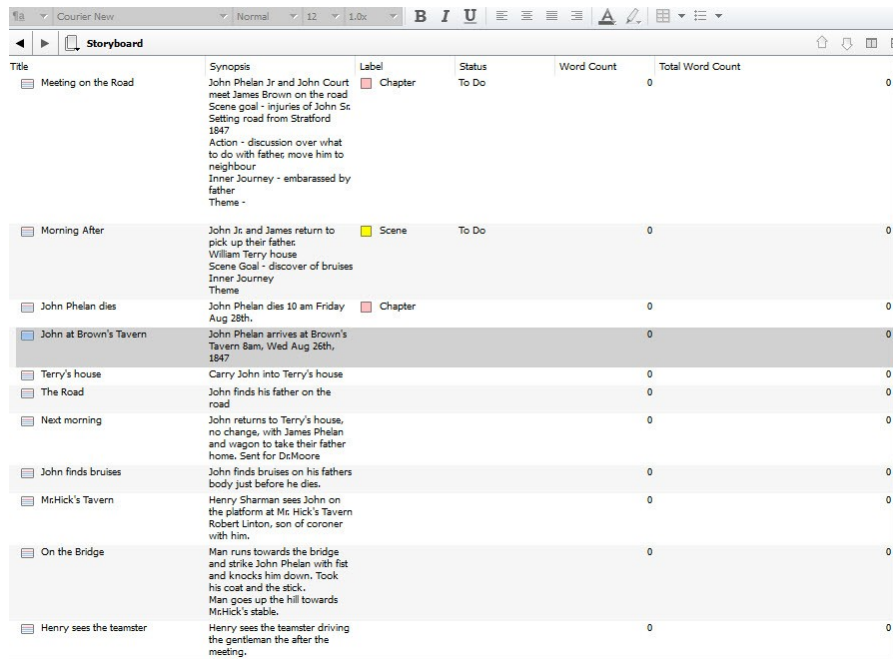 Courier New Normal 12 1.0x B I U A
Storyboard
Title Synopsis Label Status Word Count Total Word Count
Meeting on the Road John Phelan Jr and John Court Chapter To Do 0 0
meet James Brown on the road
Scene goal - injuries of John Sr.
Setting road from Stratford
1847
Action - discussion over what
to do with father, move him to
neighbour
Inner Journey - embarassed by
father
Theme -
Morning After John Jr. and James return to Scene To Do 0 0
pick up their father.
William Terry house
Scene Goal - discover of bruises
Inner Journey
Theme
John Phelan dies John Phelan dies 10 am Friday Chapter 0 0
Aug 28th.
John at Brown's Tavern John Phelan arrives at Brown's 0 0
Tavern 8am, Wed Aug 26th,
1847
Terry's house Carry John into Terry's house 0 0
The Road John finds his father on the 0 0
road
Next morning John returns to Terry's house, 0 0
no change, with James Phelan
and wagon to take their father
home. Sent for Dr.Moore
John finds bruises John finds bruises on his fathers 0 0
body just before he dies.
Mr.Hick's Tavern Henry Sharman sees John on 0 0
the platform at Mr. Hick's Tavern
Robert Linton, son of coroner
with him.
On the Bridge Man runs towards the bridge 0 0
and strike John Phelan with fist
and knocks him down. Took
his coat and the stick.
Man goes up the hill towards
Mr.Hick's stable.
Henry sees the teamster Henry sees the teamster driving 0 0
the gentleman the after the
meeting.